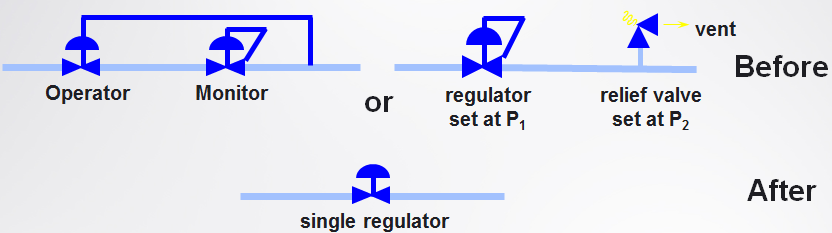 Operator
Monitor
or
regulator
set at P₁
relief valve
set at P₂
vent
Before
single regulator
After